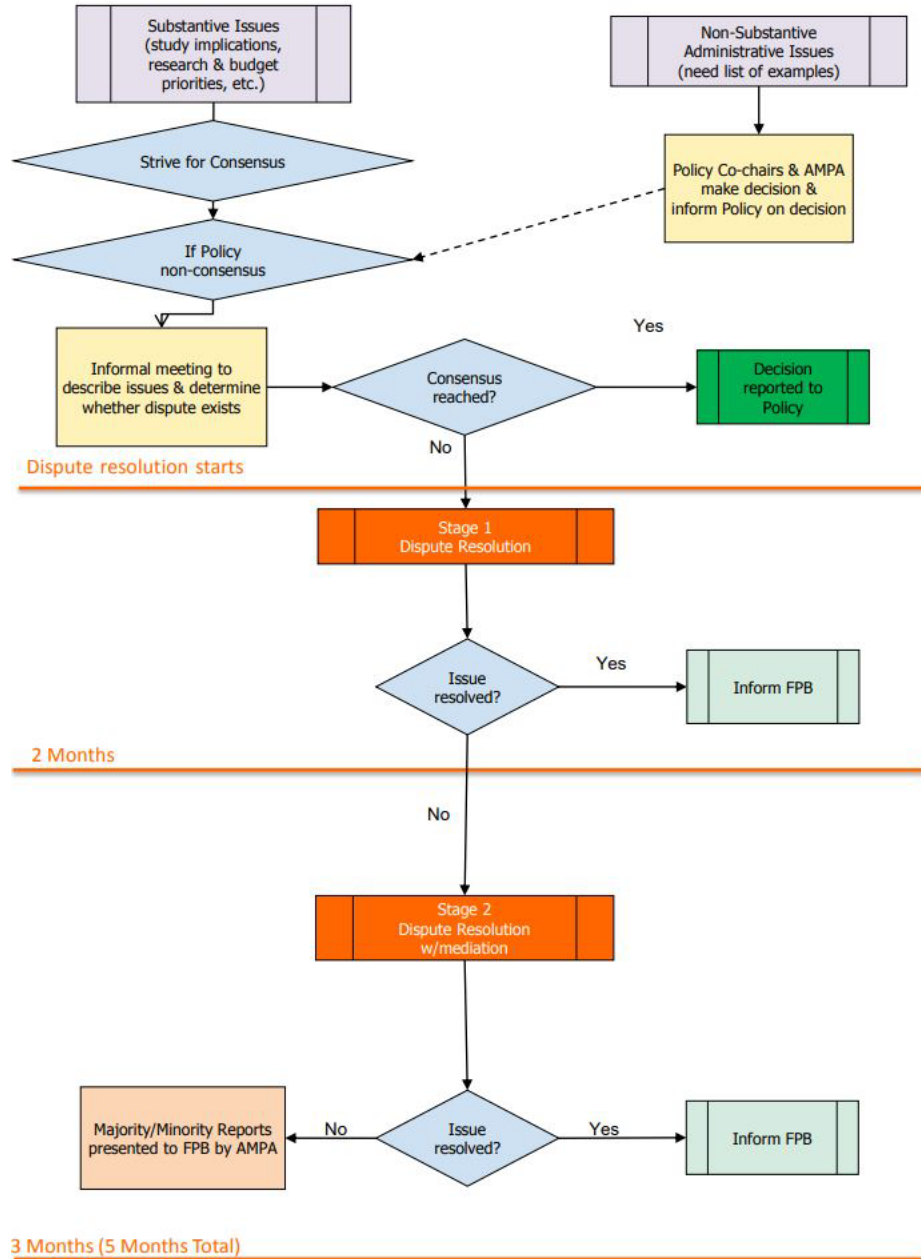 Substantive Issues
(study implications,
research & budget
priorities, etc.)
Non-Substantive
Administrative Issues
(need list of examples)
Strive for Consensus
Policy Co-chairs & AMPA
make decision &
inform Policy on decision
If Policy
non-consensus
Informal meeting to
describe issues & determine
whether dispute exists
Consensus
reached?
Yes
Decision
reported to
Policy
No
Dispute resolution starts
Stage 1
Dispute Resolution
Issue
resolved?
Yes
Inform FPB
2 Months
No
Stage 2
Dispute Resolution
w/mediation
Majority/Minority Reports
presented to FPB by AMPA
No
Issue
resolved?
Yes
Inform FPB
3 Months (5 Months Total)